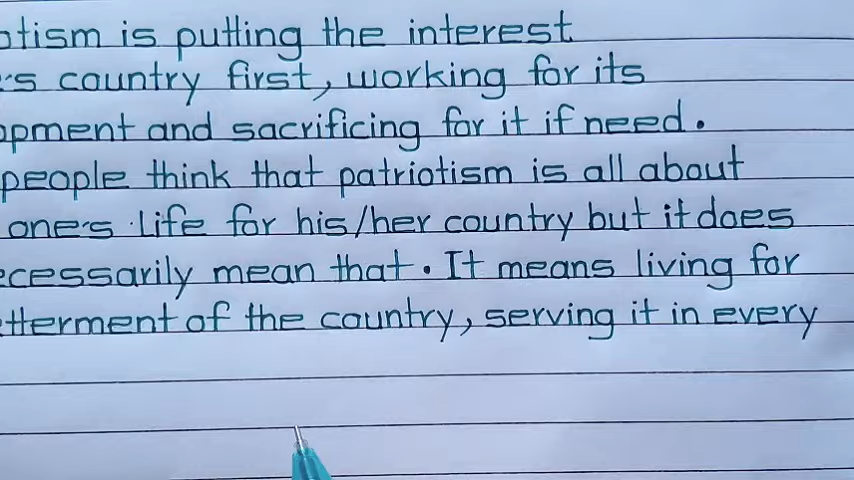 otism is putting the interest
e's country first, working for its
opment and sacrificing for it if need.
people think that patriotism is all about
one's life for his/her country but it does
ecessarily mean that. It means living for
etterment of the country, serving it in every